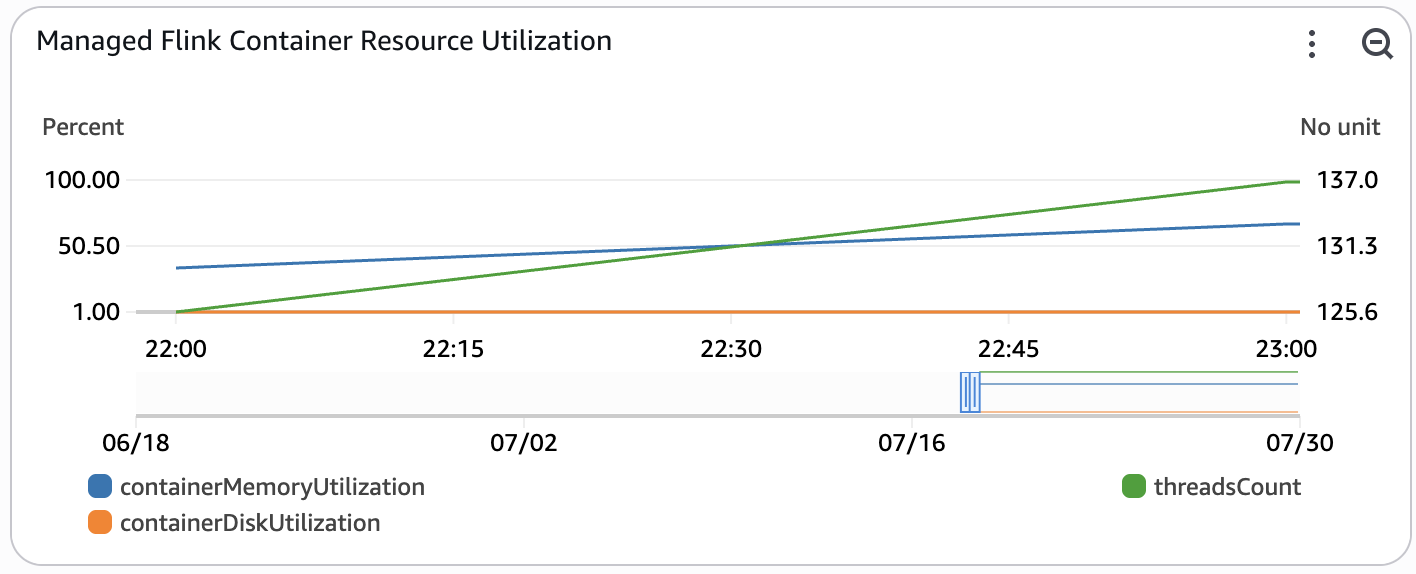 Managed Flink Container Resource Utilization
Percent No unit
100.00 137.0
50.50 131.3
1.00 125.6
22:00 22:15 22:30 22:45 23:00
06/18 07/02 07/16 07/30
containerMemoryUtilization threadsCount
containerDiskUtilization